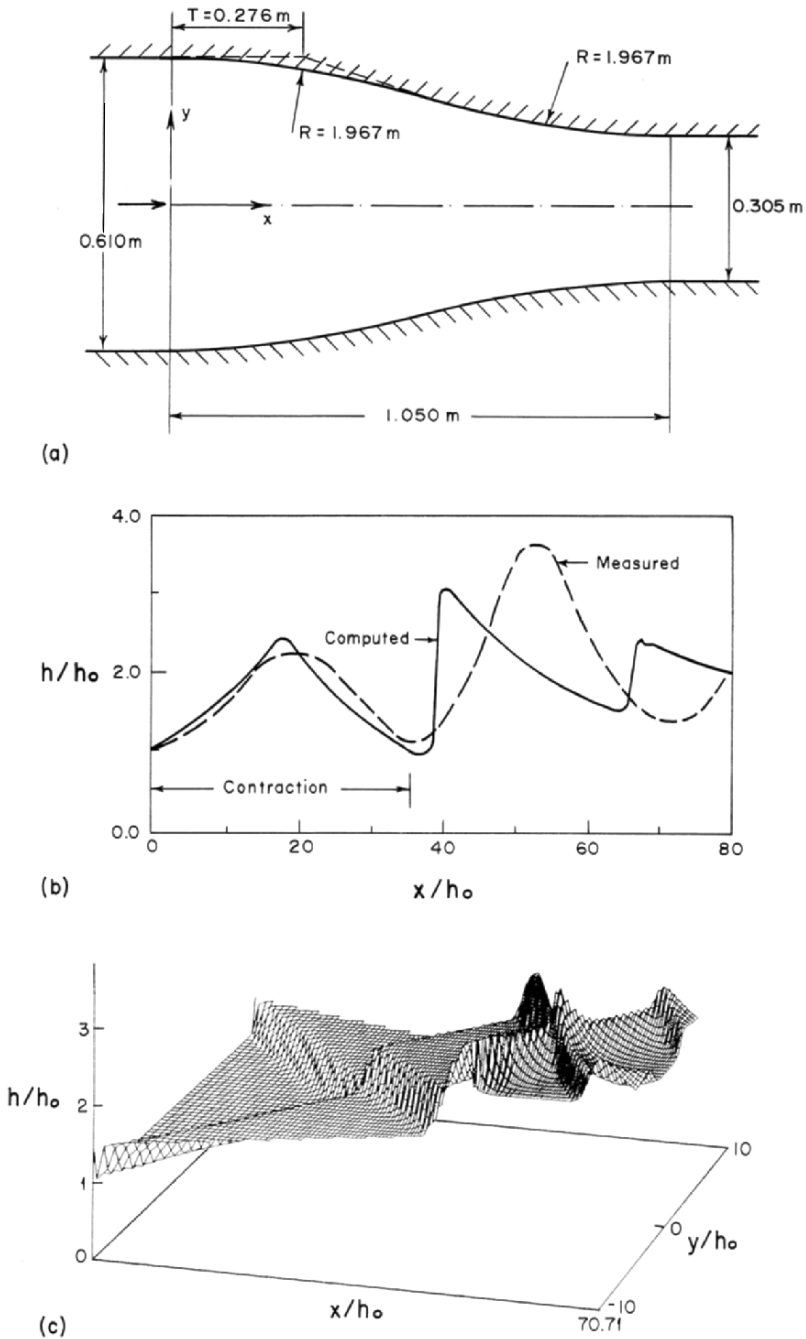 T=0.276m
R=1.967m
y
R=1.967m
x
0.610m
0.305m
1.050 m
(a)
4.0
Measured
Computed
h/ho
2.0
Contraction
0.0
0
20
40
60
80
(b)
x/ho
3
h/ho
2
1
10
0
0
y/ho
x/ho
-10
70.71
(c)